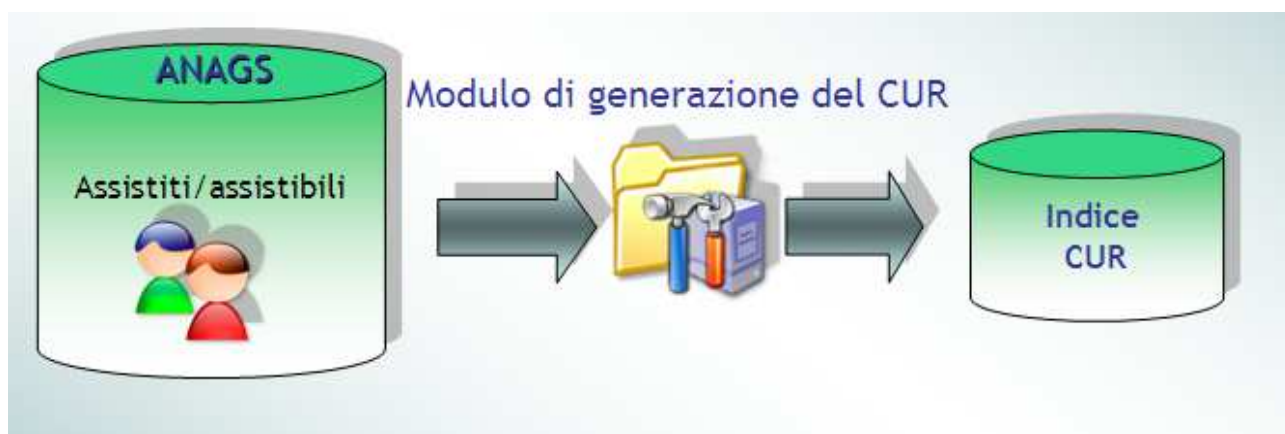 ANAGS
Assistiti/assistibili
Modulo di generazione del CUR
Indice
CUR